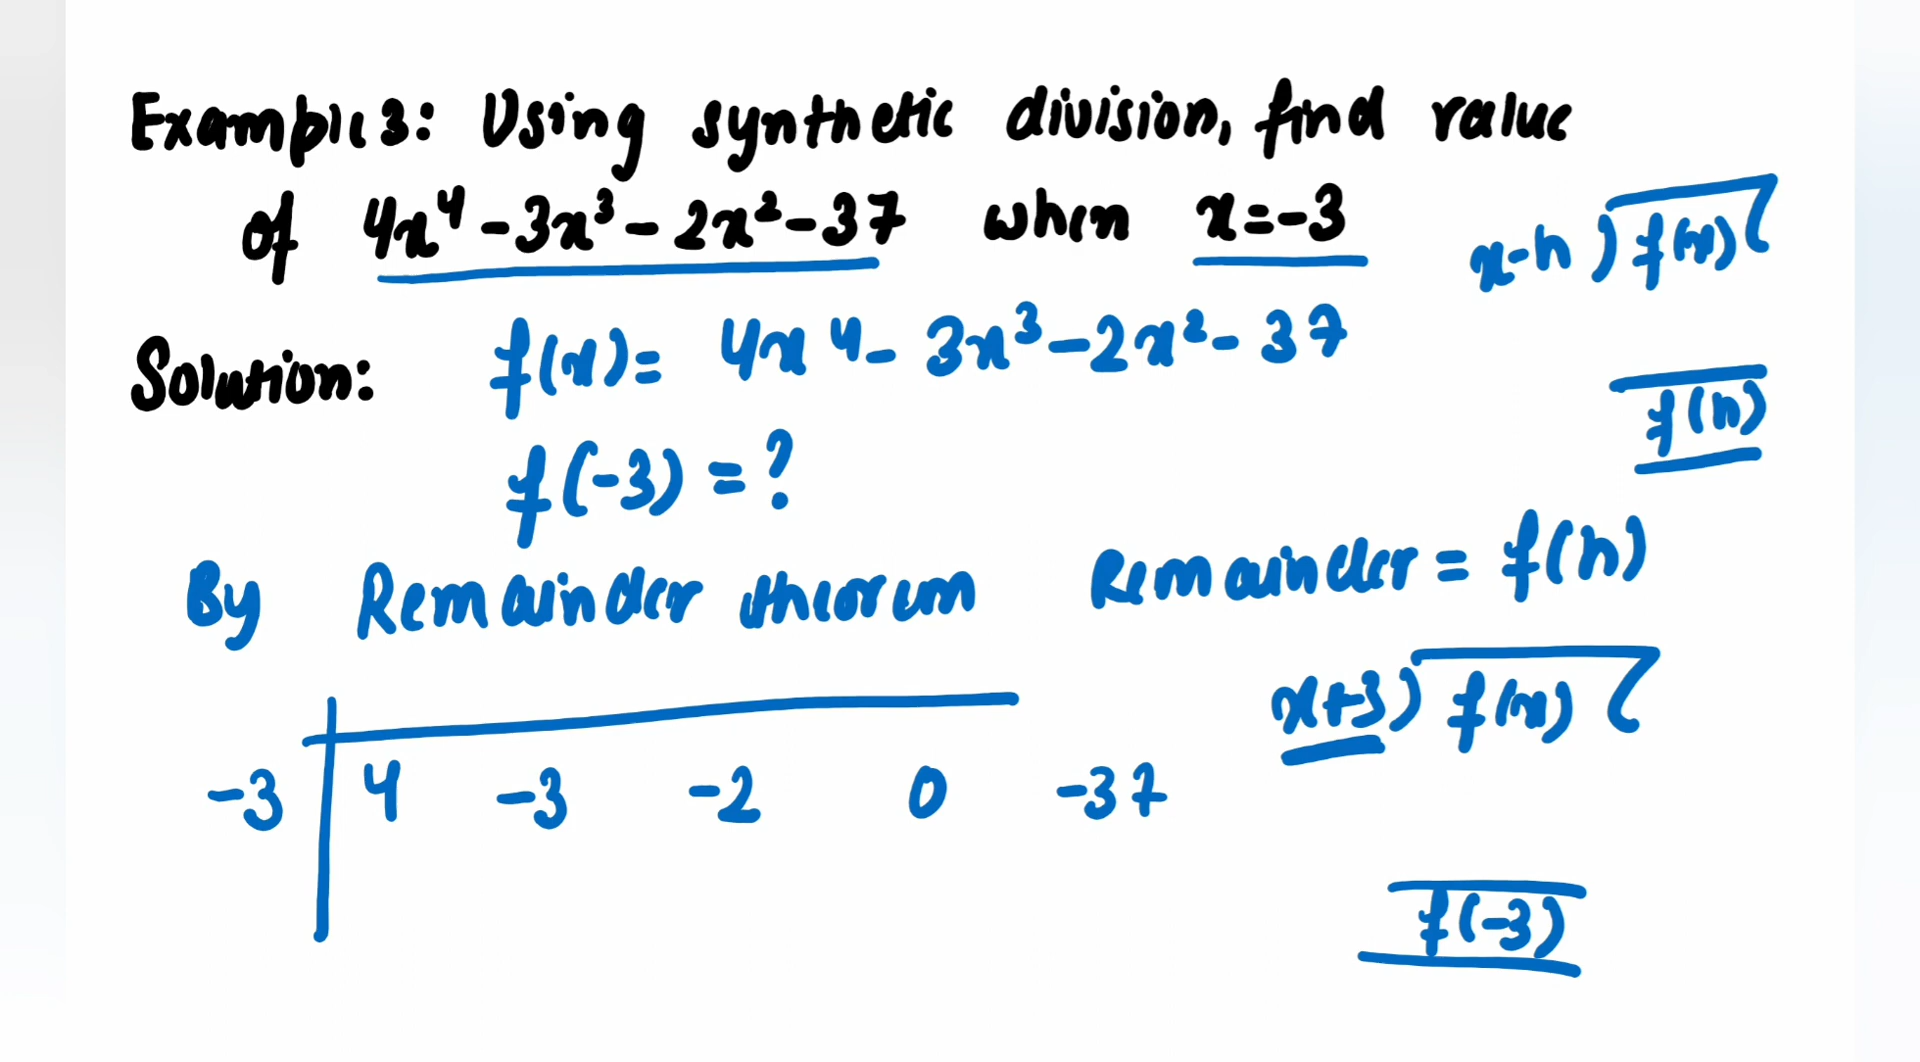 Example 3: Using synthetic division, find value
of 4x⁴ - 3x³ - 2x² - 37 when x = -3
x-h ) f(x) (
f(h)
Solution: f(x) = 4x⁴ - 3x³ - 2x² - 37
f(-3) = ?
By Remainder theorem Remainder = f(h)
x+3 ) f(x) (
f(-3)
-3 | 4 -3 -2 0 -37